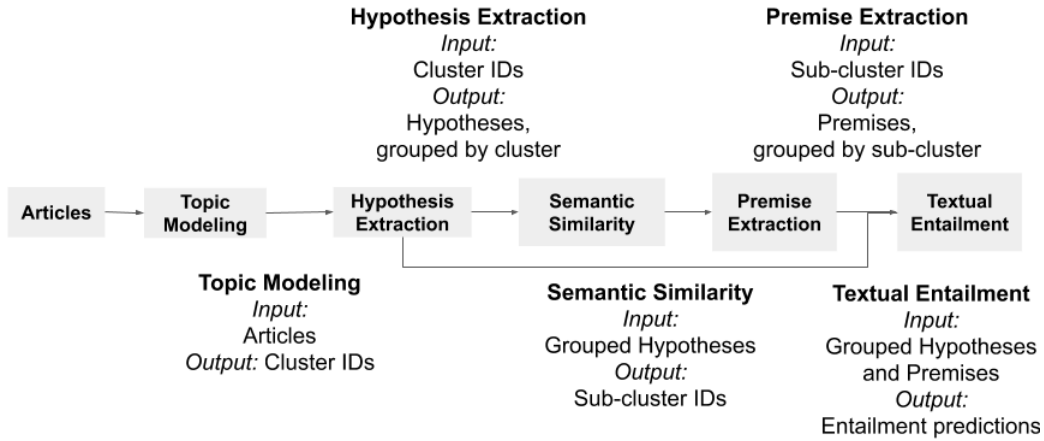 Hypothesis Extraction
Input:
Cluster IDs
Output:
Hypotheses,
grouped by cluster
Premise Extraction
Input:
Sub-cluster IDs
Output:
Premises,
grouped by sub-cluster
Articles
Topic
Modeling
Hypothesis
Extraction
Semantic
Similarity
Premise
Extraction
Textual
Entailment
Topic Modeling
Input:
Articles
Output: Cluster IDs
Semantic Similarity
Input:
Grouped Hypotheses
Output:
Sub-cluster IDs
Textual Entailment
Input:
Grouped Hypotheses
and Premises
Output:
Entailment predictions